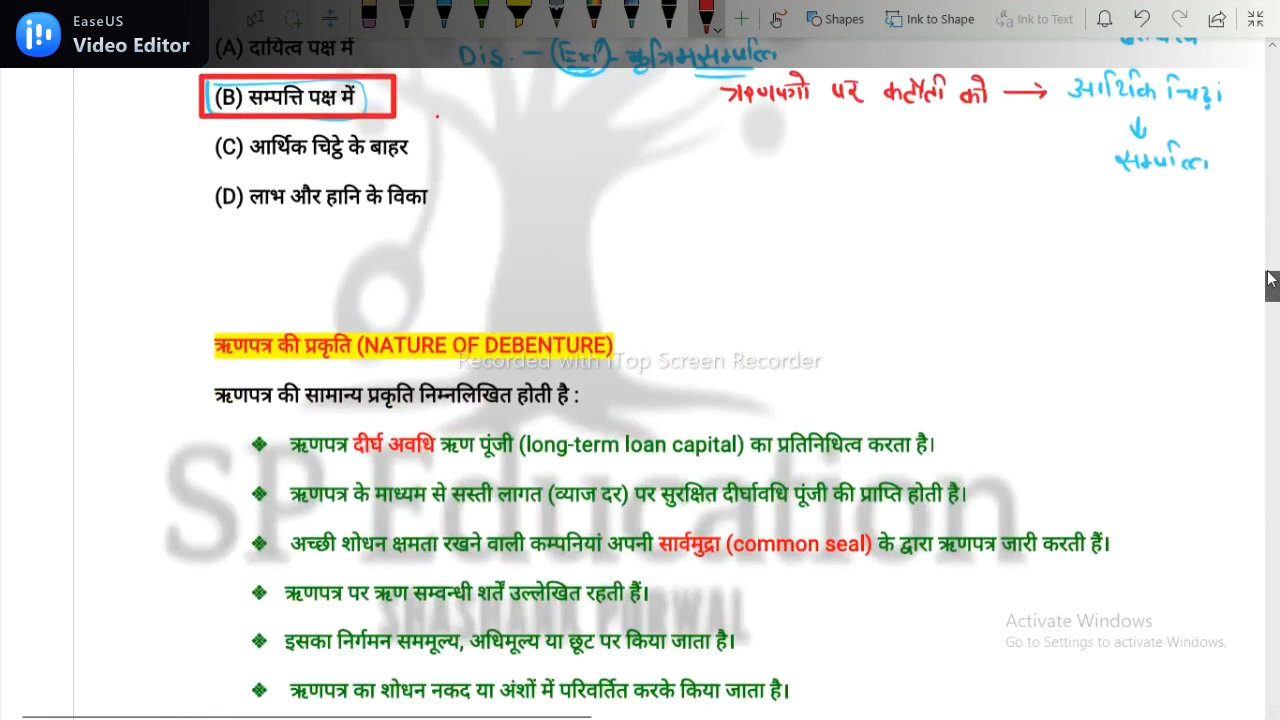 EaseUS
Video Editor
Shapes
Ink to Shape
Ink to Text
(A) दायित्व पक्ष में
Dis. — (Exp)
कृत्रिम सम्पत्ति
(B) सम्पत्ति पक्ष में
ऋणपत्रों पर कटौती को → आर्थिक चिट्ठा
↓
सम्पत्ति
(C) आर्थिक चिट्ठे के बाहर
(D) लाभ और हानि के विका
ऋणपत्र की प्रकृति (NATURE OF DEBENTURE)
Recorded with iTop Screen Recorder
ऋणपत्र की सामान्य प्रकृति निम्नलिखित होती है :
❖ ऋणपत्र दीर्घ अवधि ऋण पूंजी (long-term loan capital) का प्रतिनिधित्व करता है।
❖ ऋणपत्र के माध्यम से सस्ती लागत (व्याज दर) पर सुरक्षित दीर्घावधि पूंजी की प्राप्ति होती है।
SP Education
❖ अच्छी शोधन क्षमता रखने वाली कम्पनियां अपनी सार्वमुद्रा (common seal) के द्वारा ऋणपत्र जारी करती हैं।
❖ ऋणपत्र पर ऋण सम्वन्धी शर्तें उल्लेखित रहती हैं।
SHASHANK PORWAL
Activate Windows
Go to Settings to activate Windows.
❖ इसका निर्गमन सममूल्य, अधिमूल्य या छूट पर किया जाता है।
❖ ऋणपत्र का शोधन नकद या अंशों में परिवर्तित करके किया जाता है।